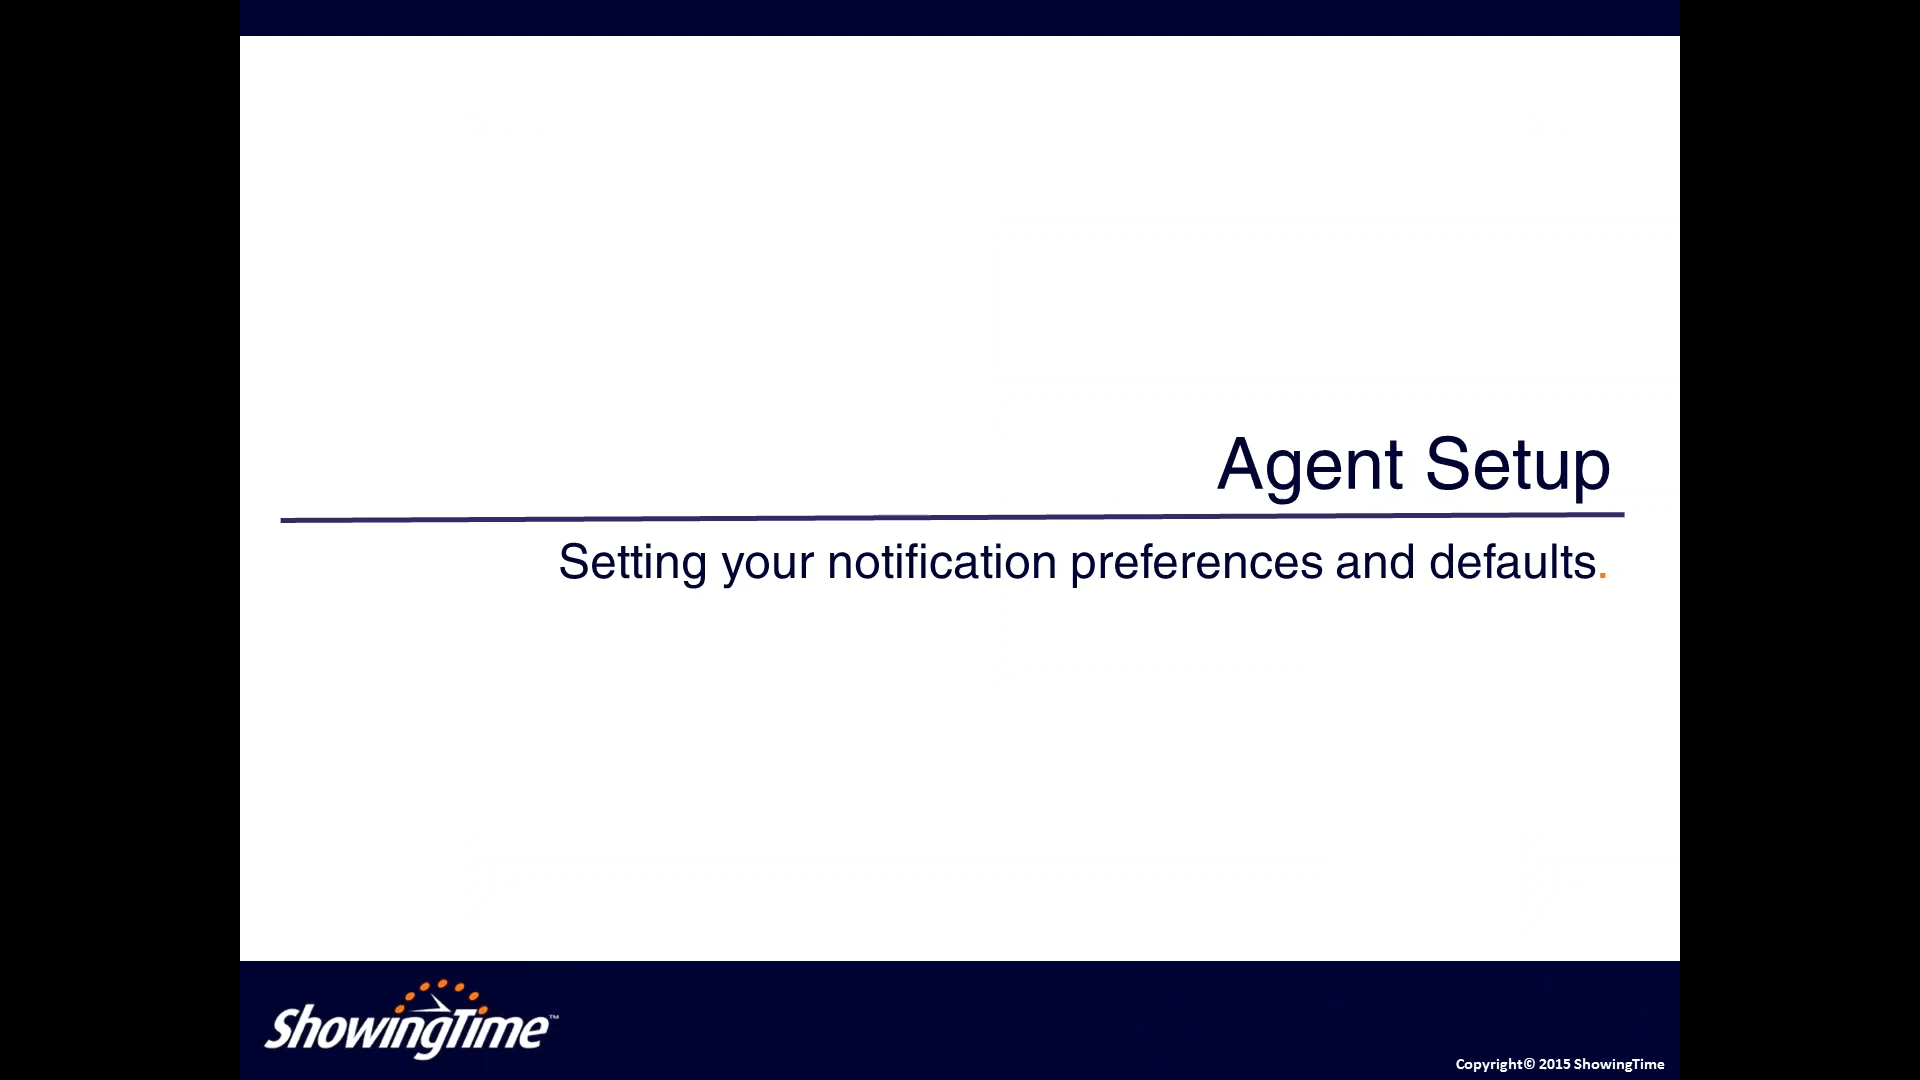 Agent Setup
Setting your notification preferences and defaults.
ShowingTime™
Copyright© 2015 ShowingTime